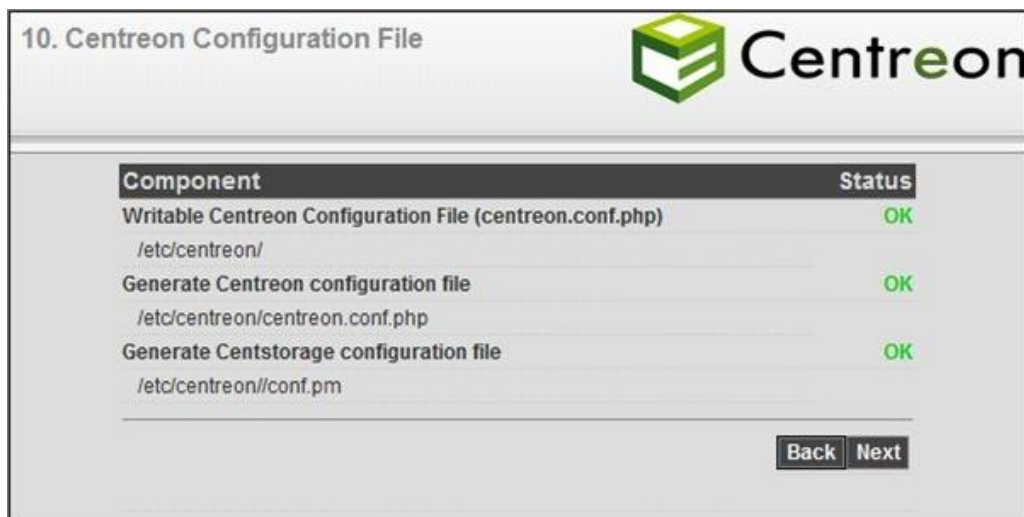 10. Centreon Configuration File
Centreon
Component Status
Writable Centreon Configuration File (centreon.conf.php) OK
/etc/centreon/
Generate Centreon configuration file OK
/etc/centreon/centreon.conf.php
Generate Centstorage configuration file OK
/etc/centreon//conf.pm
Back Next